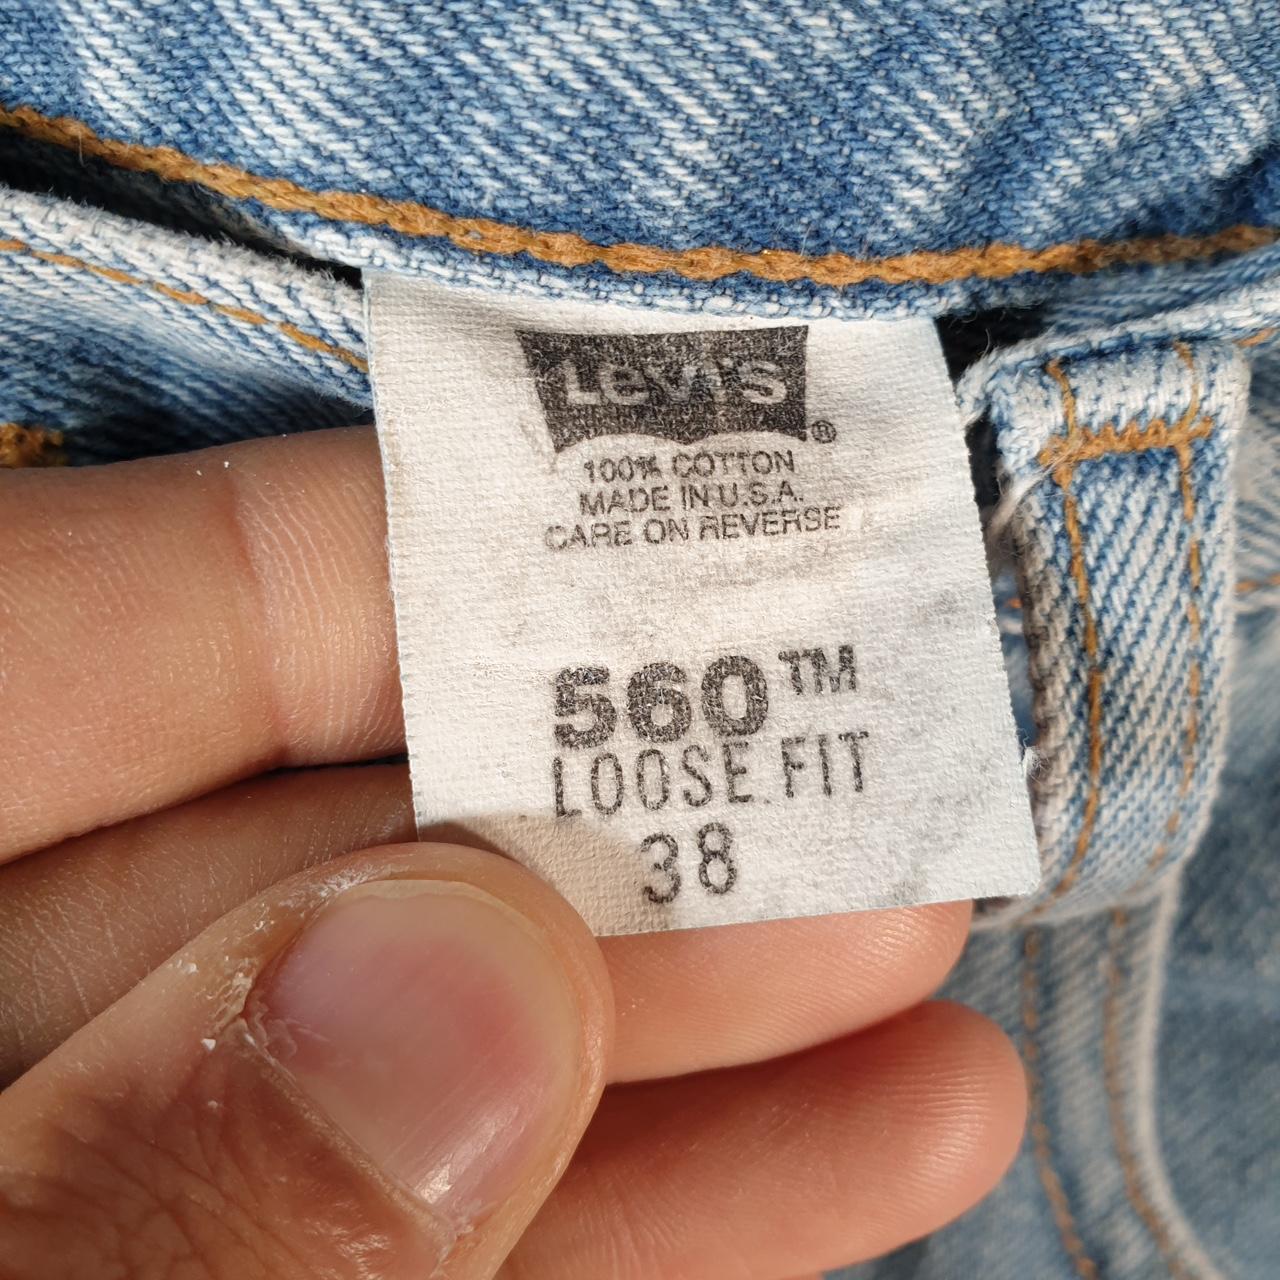 Levi's ®
100% COTTON
MADE IN U.S.A.
CARE ON REVERSE
560™
LOOSE FIT
38